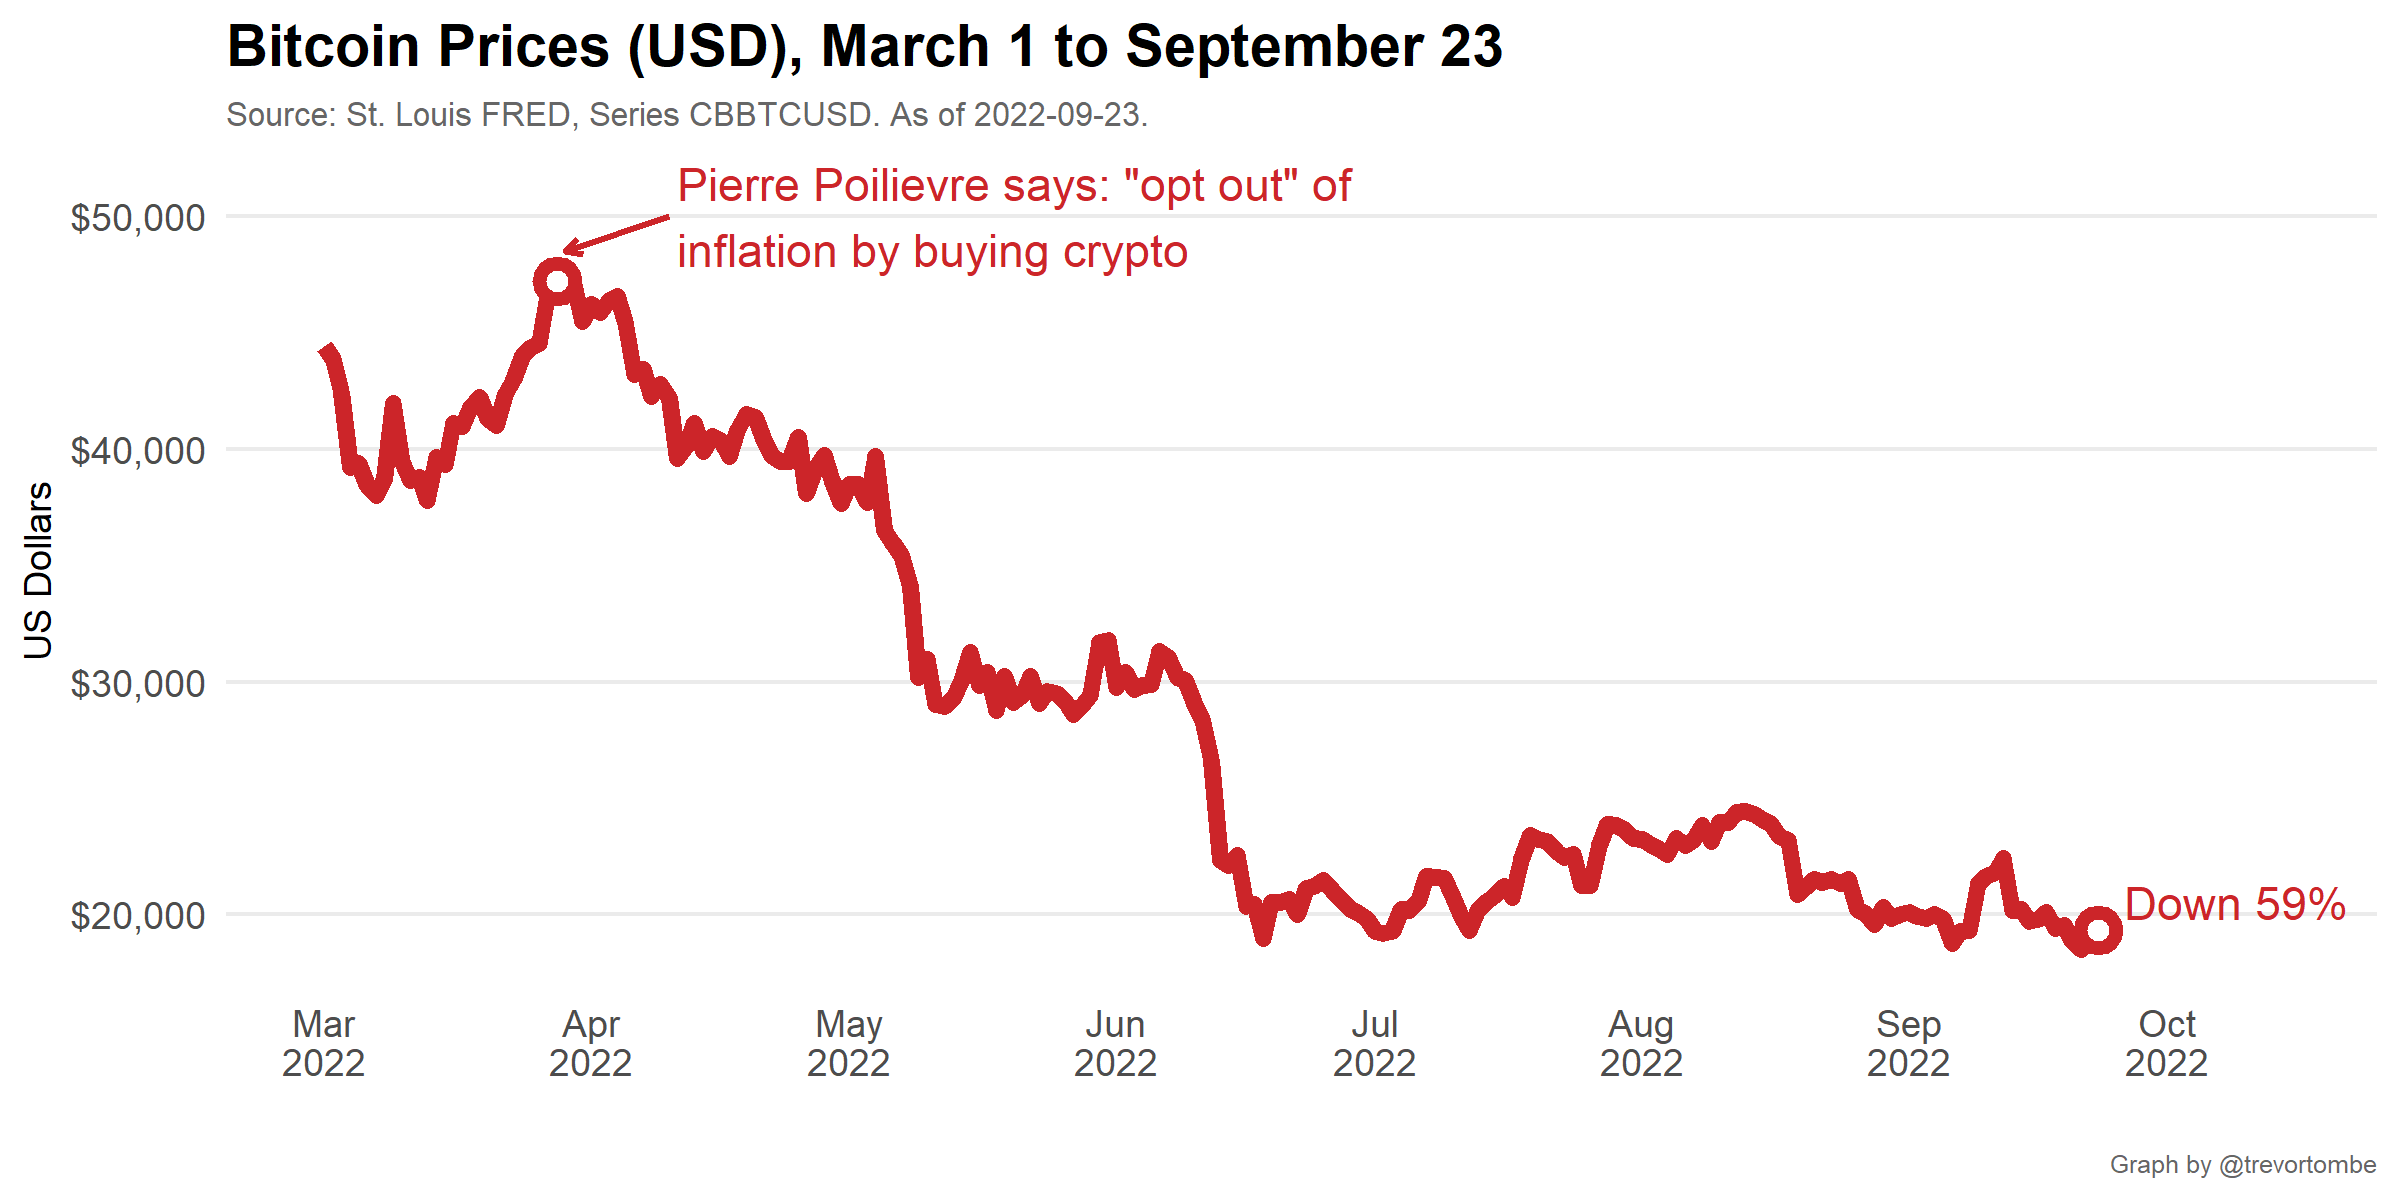 Bitcoin Prices (USD), March 1 to September 23
Source: St. Louis FRED, Series CBBTCUSD. As of 2022-09-23.
Pierre Poilievre says: "opt out" of
inflation by buying crypto
$50,000
$40,000
$30,000
$20,000
US Dollars
Down 59%
Mar
2022
Apr
2022
May
2022
Jun
2022
Jul
2022
Aug
2022
Sep
2022
Oct
2022
Graph by @trevortombe